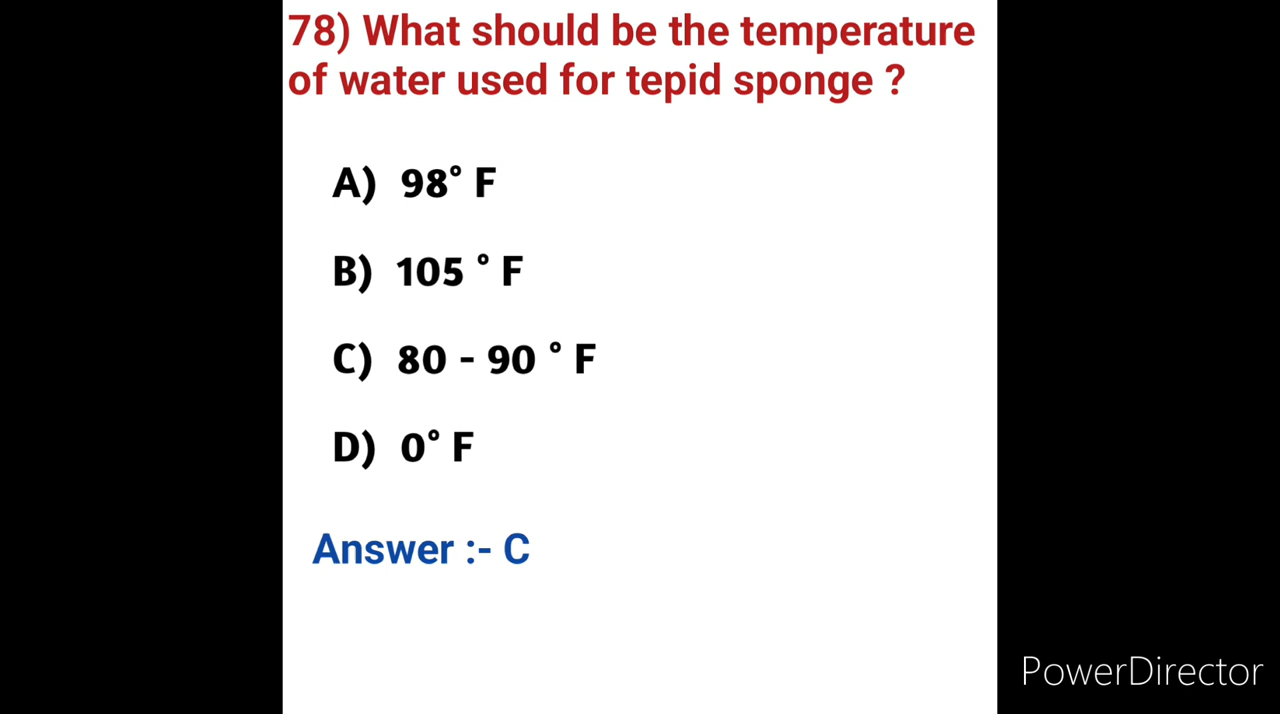 78) What should be the temperature
of water used for tepid sponge ?
A) 98° F
B) 105 ° F
C) 80 - 90 ° F
D) 0° F
Answer :- C
PowerDirector